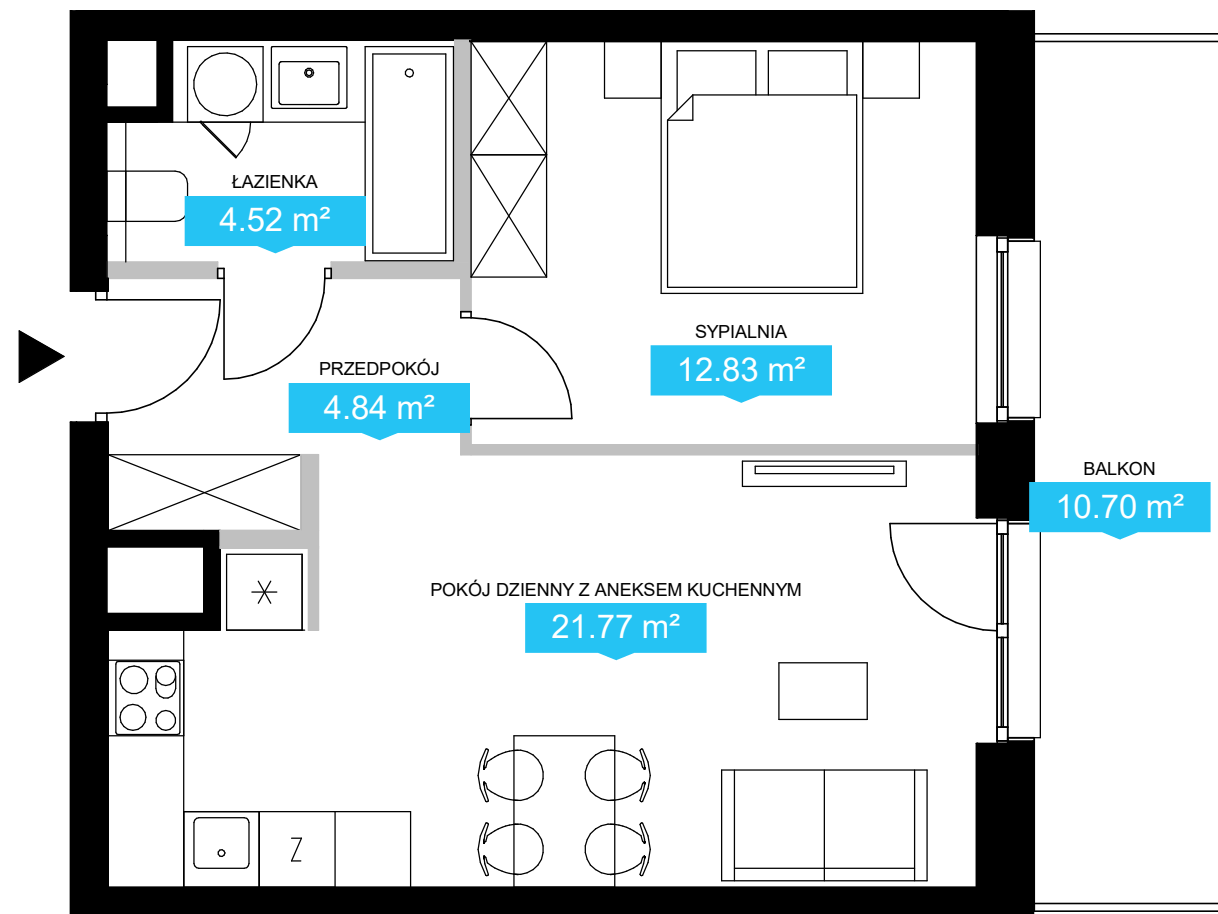 ŁAZIENKA
4.52 m²
SYPIALNIA
12.83 m²
PRZEDPOKÓJ
4.84 m²
BALKON
10.70 m²
POKÓJ DZIENNY Z ANEKSEM KUCHENNYM
21.77 m²
Z